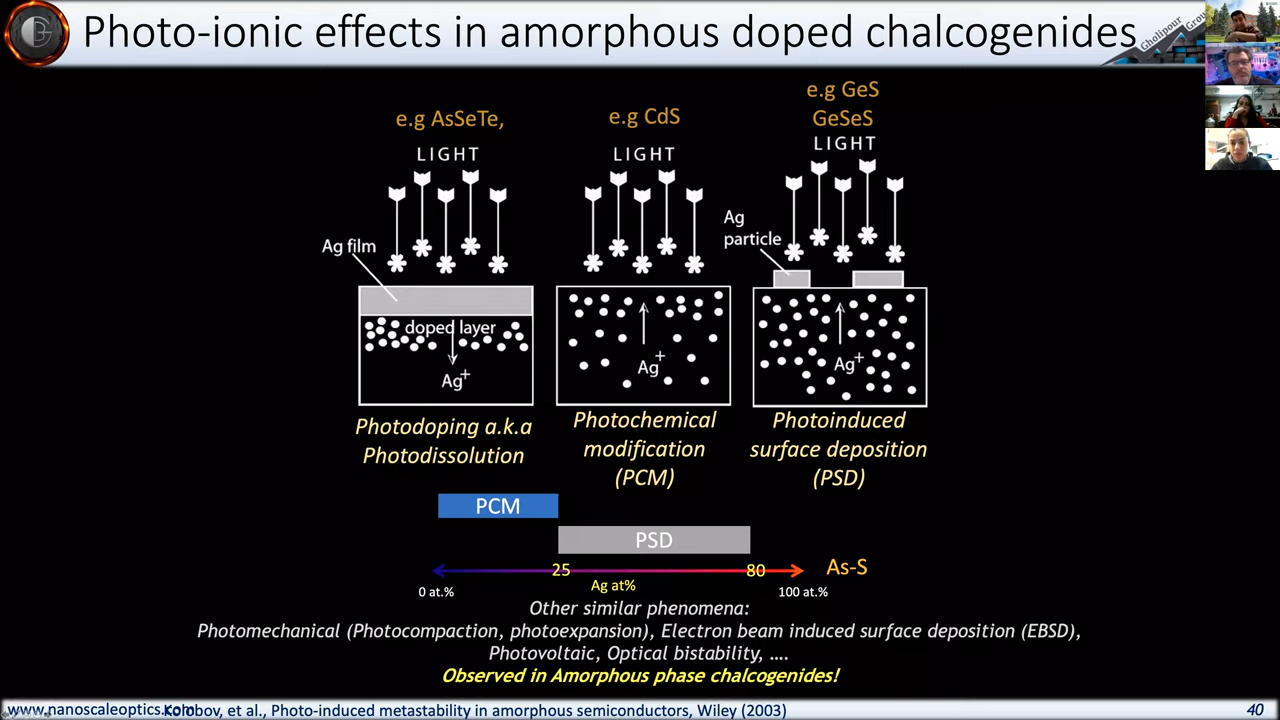 Photo-ionic effects in amorphous doped chalcogenides
Gholipour
e.g AsSeTe,
LIGHT
Ag film
doped layer
Ag+
Photodoping a.k.a
Photodissolution
e.g CdS
LIGHT
Ag+
Photochemical
modification
(PCM)
e.g GeS
GeSeS
LIGHT
Ag
particle
Ag+
Photoinduced
surface deposition
(PSD)
PCM
PSD
25
80
As-S
0 at.%
Ag at%
100 at.%
Other similar phenomena:
Photomechanical (Photocompaction, photoexpansion), Electron beam induced surface deposition (EBSD),
Photovoltaic, Optical bistability, ....
Observed in Amorphous phase chalcogenides!
www.nanoscaleoptics.com
Kolobov, et al., Photo-induced metastability in amorphous semiconductors, Wiley (2003)
40